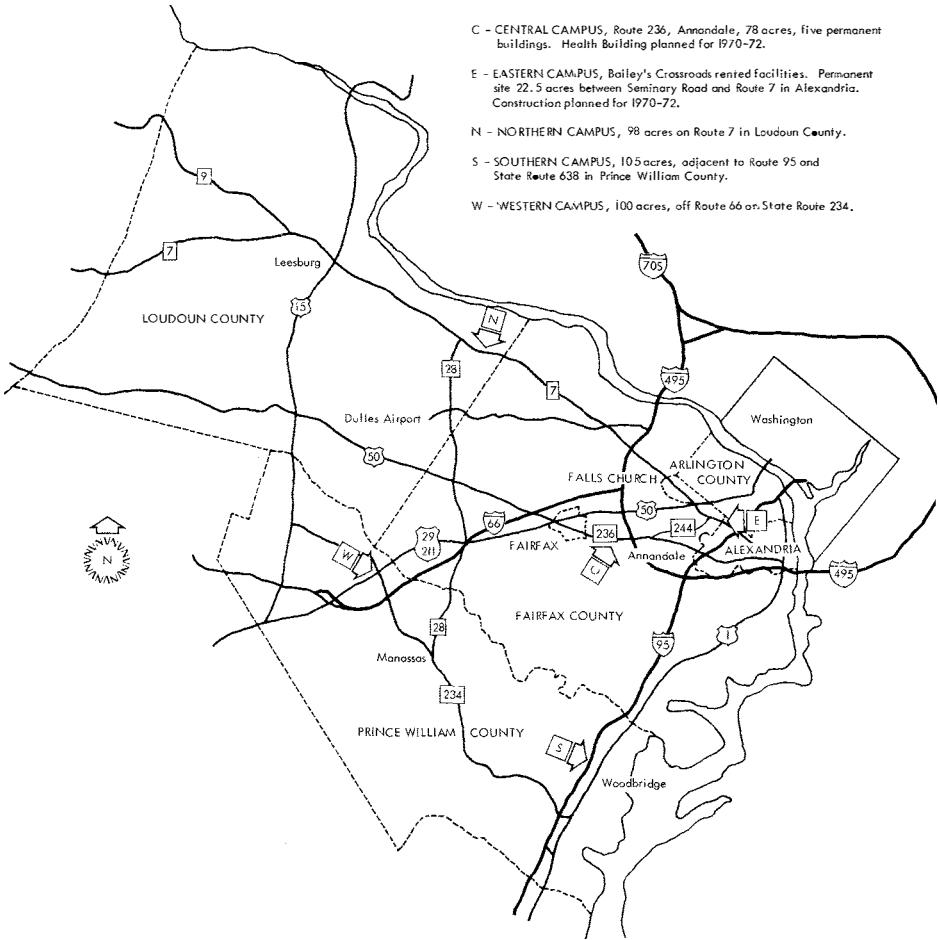 C - CENTRAL CAMPUS, Route 236, Annandale, 78 acres, five permanent
buildings. Health Building planned for 1970-72.
E - EASTERN CAMPUS, Bailey's Crossroads rented facilities. Permanent
site 22.5 acres between Seminary Road and Route 7 in Alexandria.
Construction planned for 1970-72.
N - NORTHERN CAMPUS, 98 acres on Route 7 in Loudoun County.
S - SOUTHERN CAMPUS, 105 acres, adjacent to Route 95 and
State Route 638 in Prince William County.
W - WESTERN CAMPUS, 100 acres, off Route 66 on State Route 234.
9
7
Leesburg
705
15
LOUDOUN COUNTY
N
28
495
7
Dulles Airport
Washington
50
ARLINGTON
COUNTY
FALLS CHURCH
50
66
29
211
236
244
E
FAIRFAX
ALEXANDRIA
W
N
Annandale
C
495
FAIRFAX COUNTY
28
95
1
Manassas
234
PRINCE WILLIAM COUNTY
S
Woodbridge